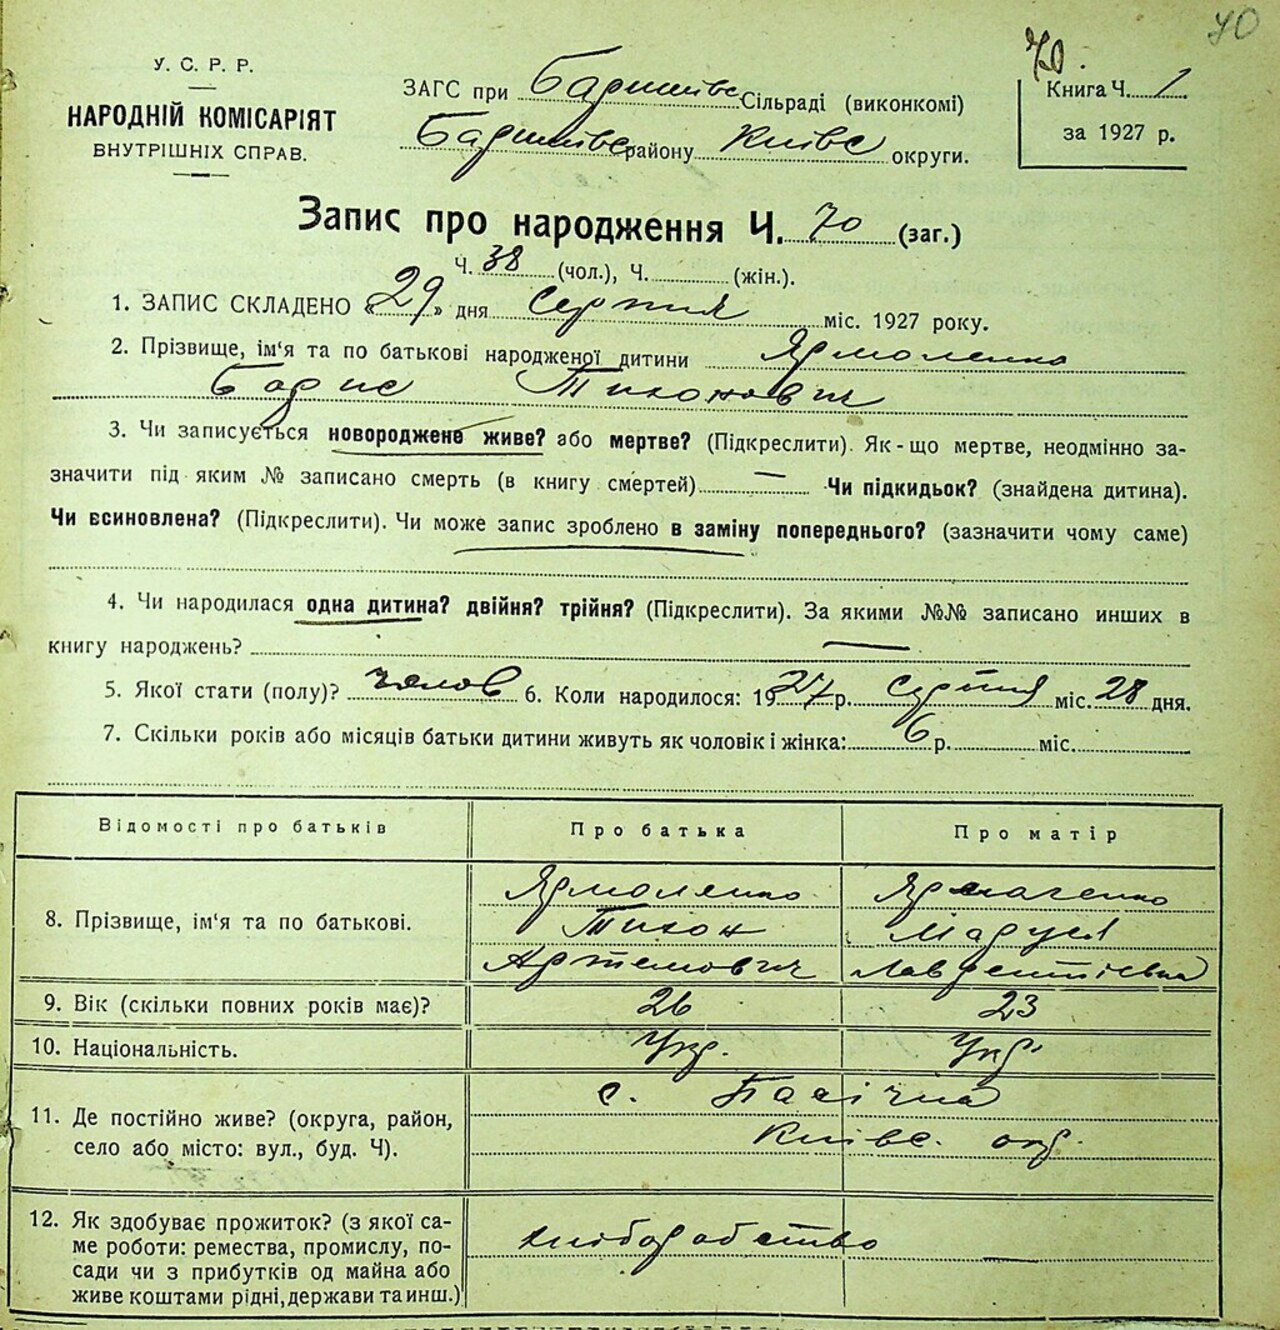 70
У. С. Р. Р.
НАРОДНІЙ КОМІСАРІЯТ
ВНУТРІШНІХ СПРАВ.
ЗАГС при Баришівс Сільраді (виконкомі)
Баришівс району Київс округи.
70.
Книга Ч. 1
за 1927 р.
Запис про народження Ч. 70 (заг.)
Ч. 38 (чол.), Ч. (жін.).
1. ЗАПИС СКЛАДЕНО «29» дня Серпня міс. 1927 року.
2. Прізвище, ім'я та по батькові народженої дитини Ярмоленко
Борис Тихонович
3. Чи записується новороджене живе? або мертве? (Підкреслити). Як-що мертве, неодмінно за-
значити під яким № записано смерть (в книгу смертей) — Чи підкидьок? (знайдена дитина).
Чи всиновлена? (Підкреслити). Чи може запис зроблено в заміну попереднього? (зазначити чому саме)
4. Чи народилася одна дитина? двійня? трійня? (Підкреслити). За якими №№ записано инших в
книгу народжень? —
5. Якої стати (полу)? чолов 6. Коли народилося: 1927 р. Серпня міс. 28 дня.
7. Скільки років або місяців батьки дитини живуть як чоловік і жінка: 6 р. міс.
Відомості про батьків Про батька Про матір
8. Прізвище, ім'я та по батькові.
Ярмоленко Ярмоленко
Тихон Маруся
Артемович Лаврентієвна
9. Вік (скільки повних років має)? 26 23
10. Національність. Укр. Укр.
11. Де постійно живе? (округа, район,
село або місто: вул., буд. Ч).
с. Пасічна
Київс. окр.
12. Як здобуває прожиток? (з якої са-
ме роботи: ремества, промислу, по-
сади чи з прибутків од майна або
живе коштами рідні, держави та инш.)
хліборобство —